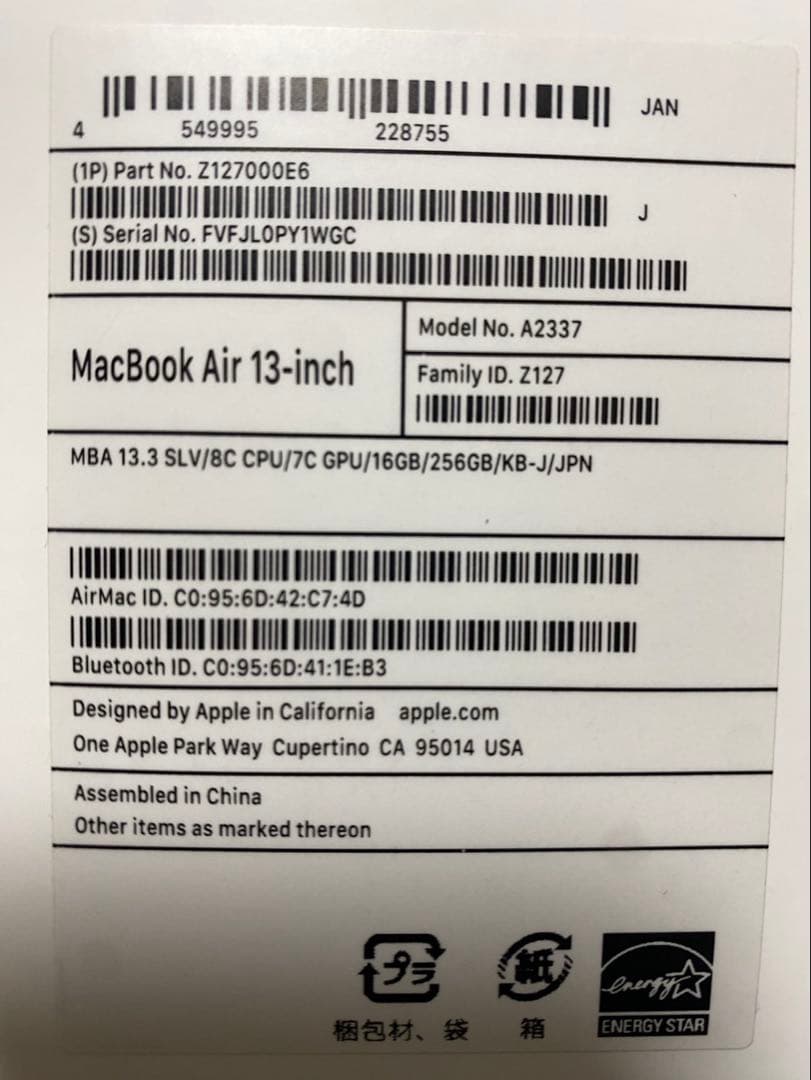 JAN
4 549995 228755
(1P) Part No. Z127000E6
J
(S) Serial No. FVFJL0PY1WGC
MacBook Air 13-inch
Model No. A2337
Family ID. Z127
MBA 13.3 SLV/8C CPU/7C GPU/16GB/256GB/KB-J/JPN
AirMac ID. C0:95:6D:42:C7:4D
Bluetooth ID. C0:95:6D:41:1E:B3
Designed by Apple in California apple.com
One Apple Park Way Cupertino CA 95014 USA
Assembled in China
Other items as marked thereon
プラ
紙
energy
梱包材、袋
箱
ENERGY STAR